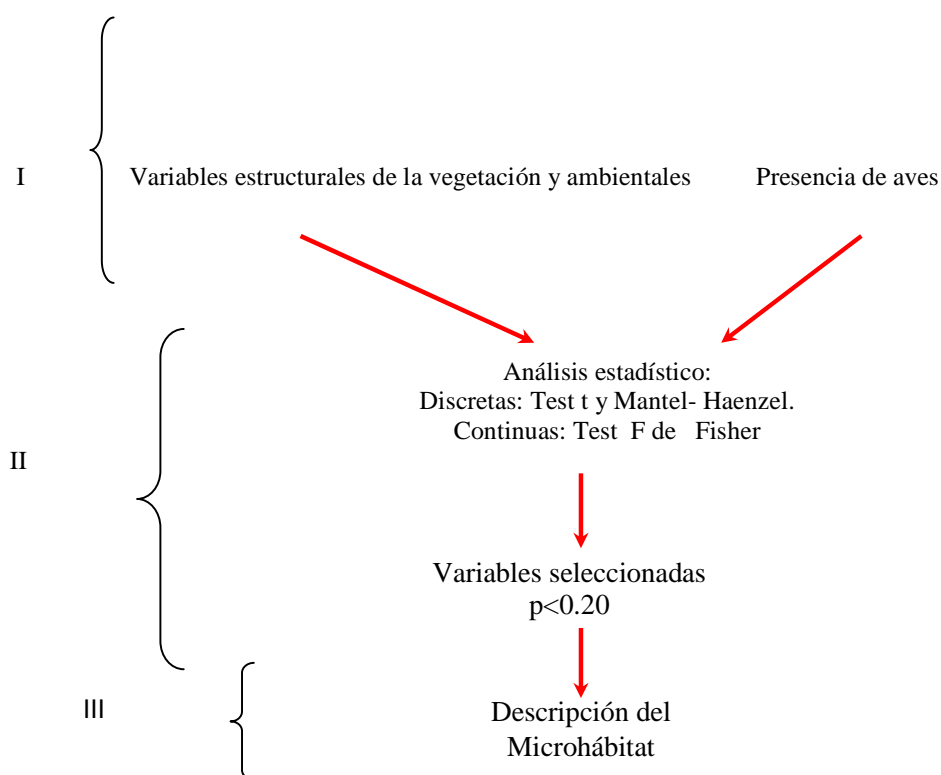 I
Variables estructurales de la vegetación y ambientales
Presencia de aves
Análisis estadístico:
Discretas: Test t y Mantel- Haenzel.
Continuas: Test F de Fisher
II
Variables seleccionadas
p<0.20
III
Descripción del
Microhábitat